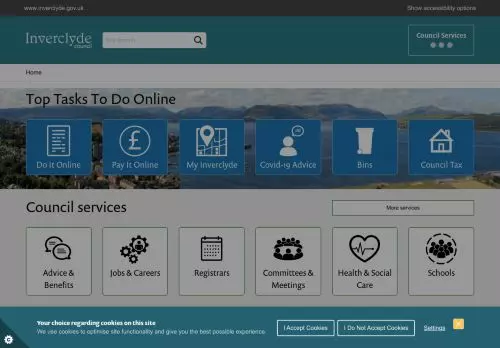 www.inverclyde.gov.uk
Show accessibility options
Inverclyde
council
Council Services
Home
Top Tasks To Do Online
Do It Online
Pay It Online
My Inverclyde
Covid-19 Advice
Bins
Council Tax
Council services
More services
Advice &
Benefits
Jobs & Careers
Registrars
Committees &
Meetings
Health & Social
Care
Schools
Your choice regarding cookies on this site
We use cookies to optimise site functionality and give you the best possible experience.
I Accept Cookies
I Do Not Accept Cookies
Settings